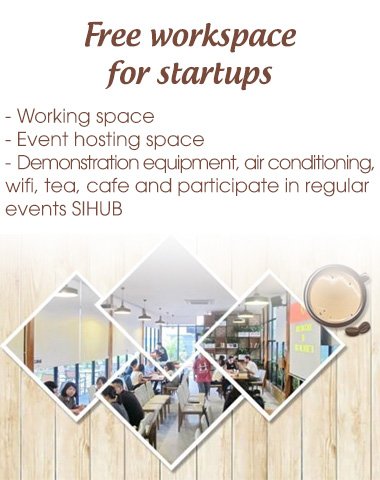 Free workspace
for startups
- Working space
- Event hosting space
- Demonstration equipment, air conditioning,
wifi, tea, cafe and participate in regular
events SIHUB